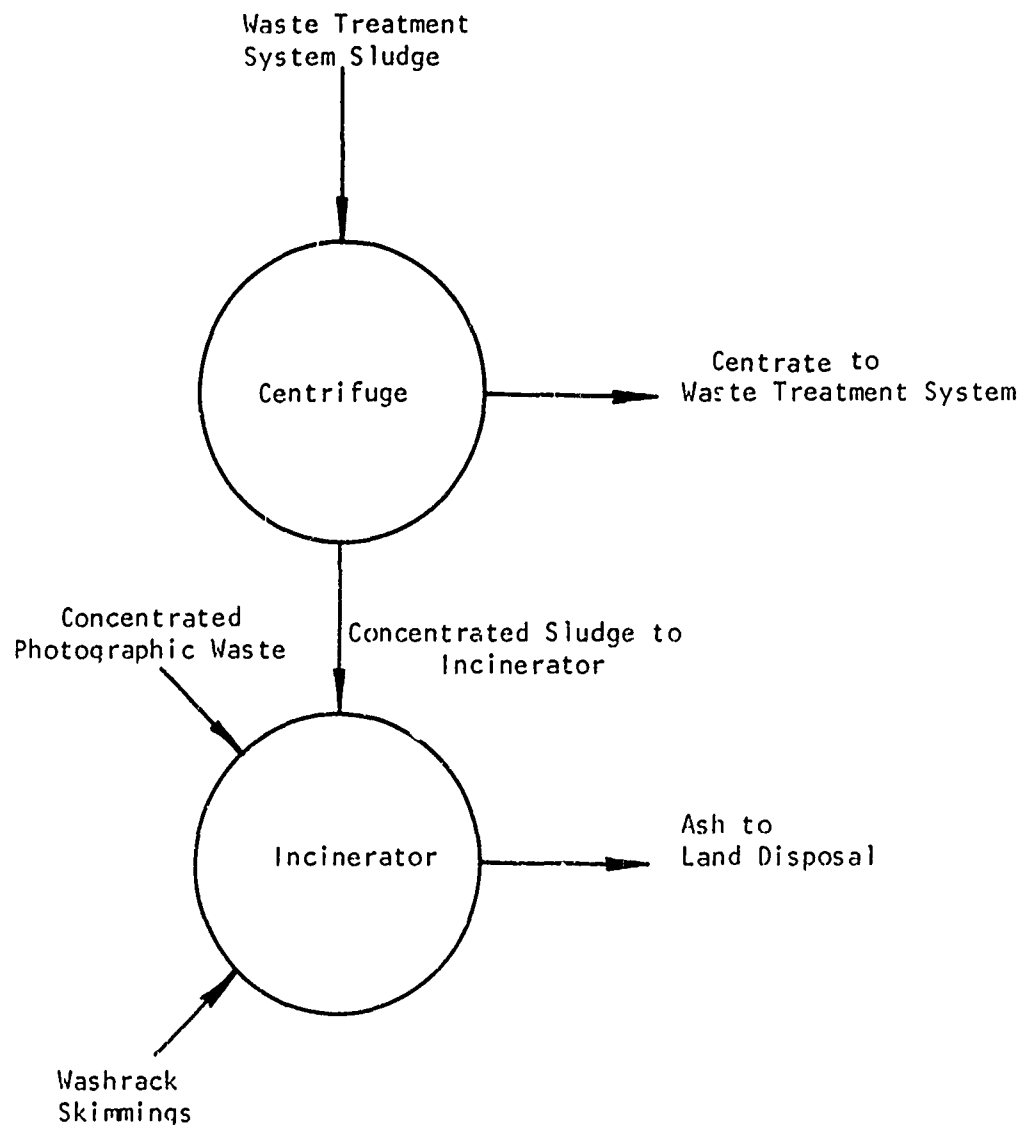 Waste Treatment
System Sludge
Centrifuge
Centrate to
Waste Treatment System
Concentrated
Photographic Waste
Concentrated Sludge to
Incinerator
Incinerator
Ash to
Land Disposal
Washrack
Skimmings